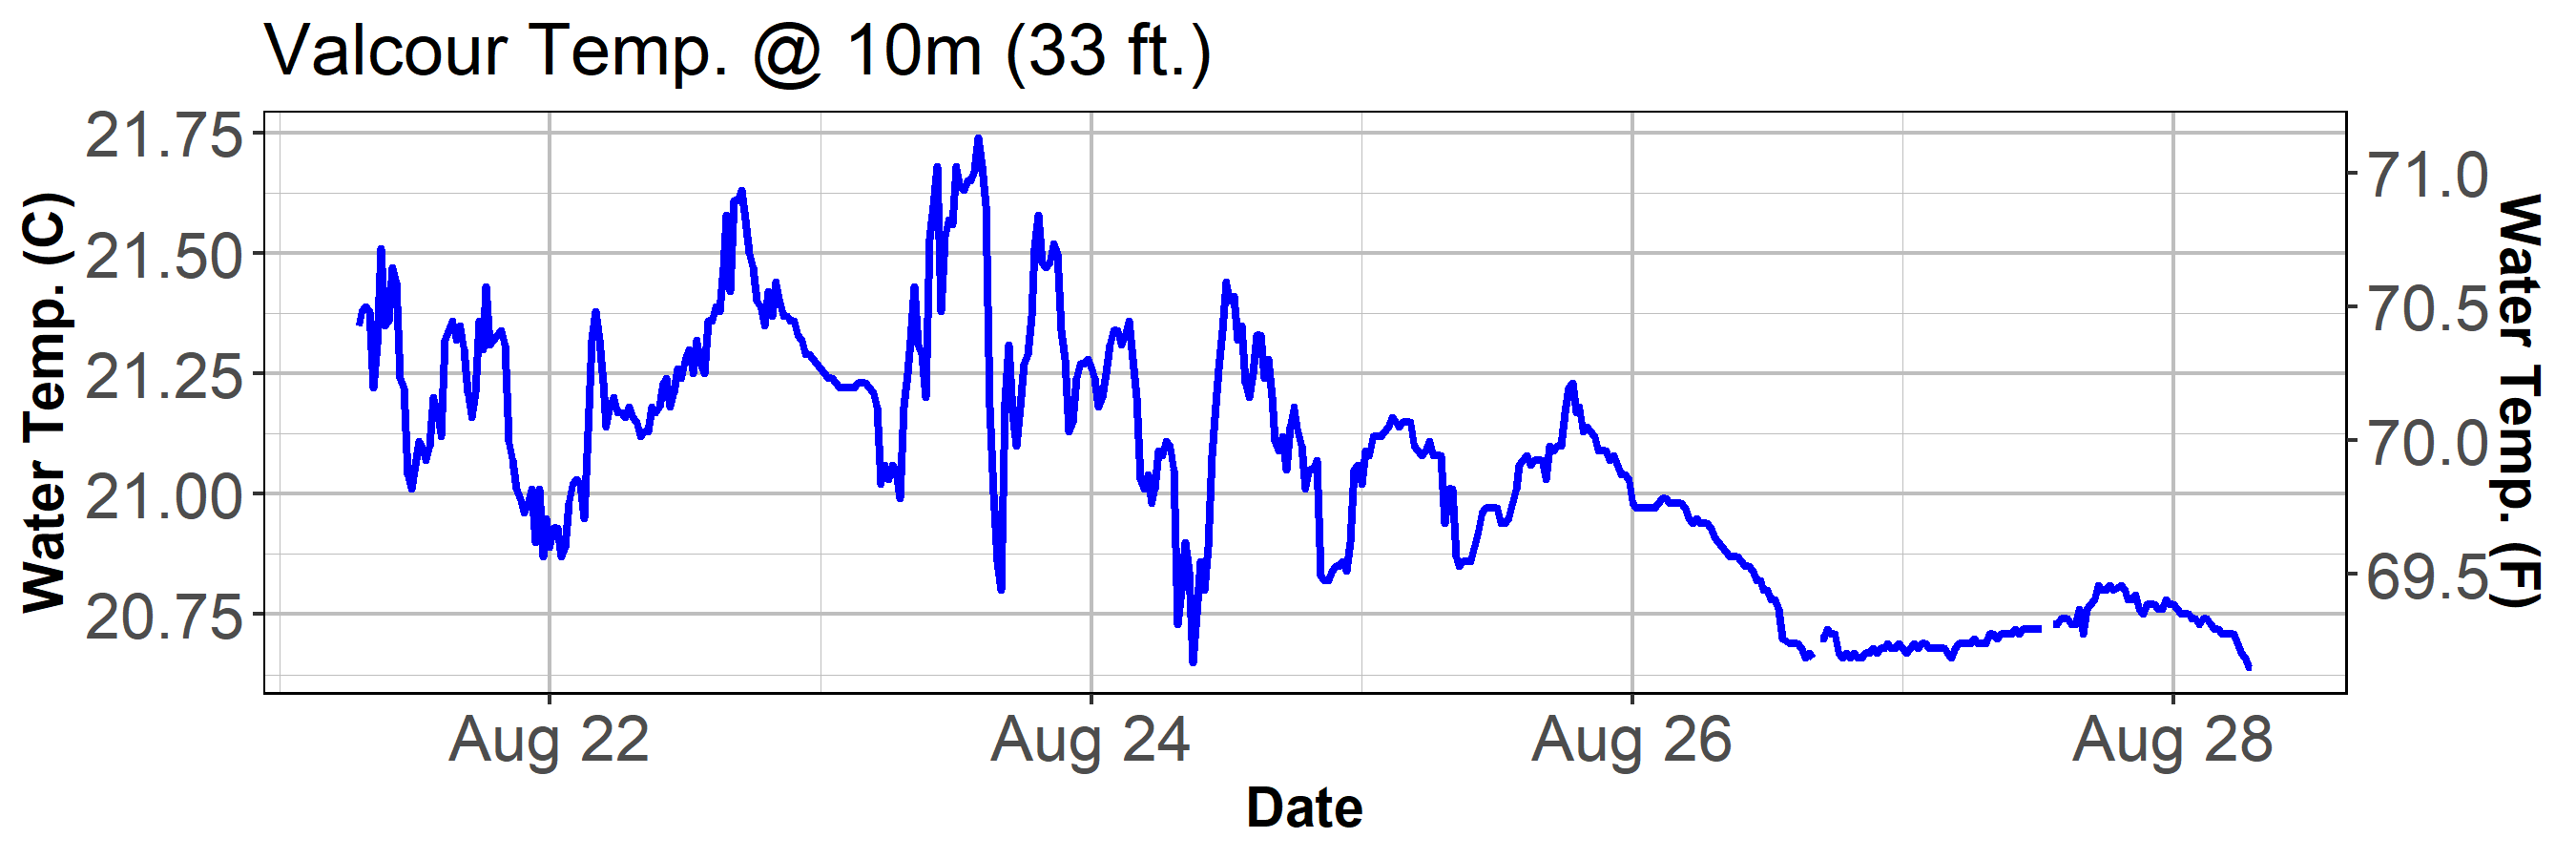 Valcour Temp. @ 10m (33 ft.)
Water Temp. (C)
21.75
21.50
21.25
21.00
20.75
71.0
70.5
70.0
69.5
Water Temp. (F)
Aug 22
Aug 24
Aug 26
Aug 28
Date